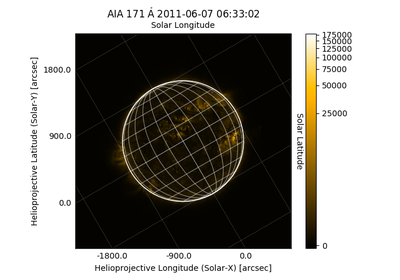 AIA 171 Å 2011-06-07 06:33:02
Solar Longitude
Helioprojective Latitude (Solar-Y) [arcsec]
1800.0
900.0
0.0
-1800.0
-900.0
0.0
Helioprojective Longitude (Solar-X) [arcsec]
Solar Latitude
175000
150000
125000
100000
75000
50000
25000
0